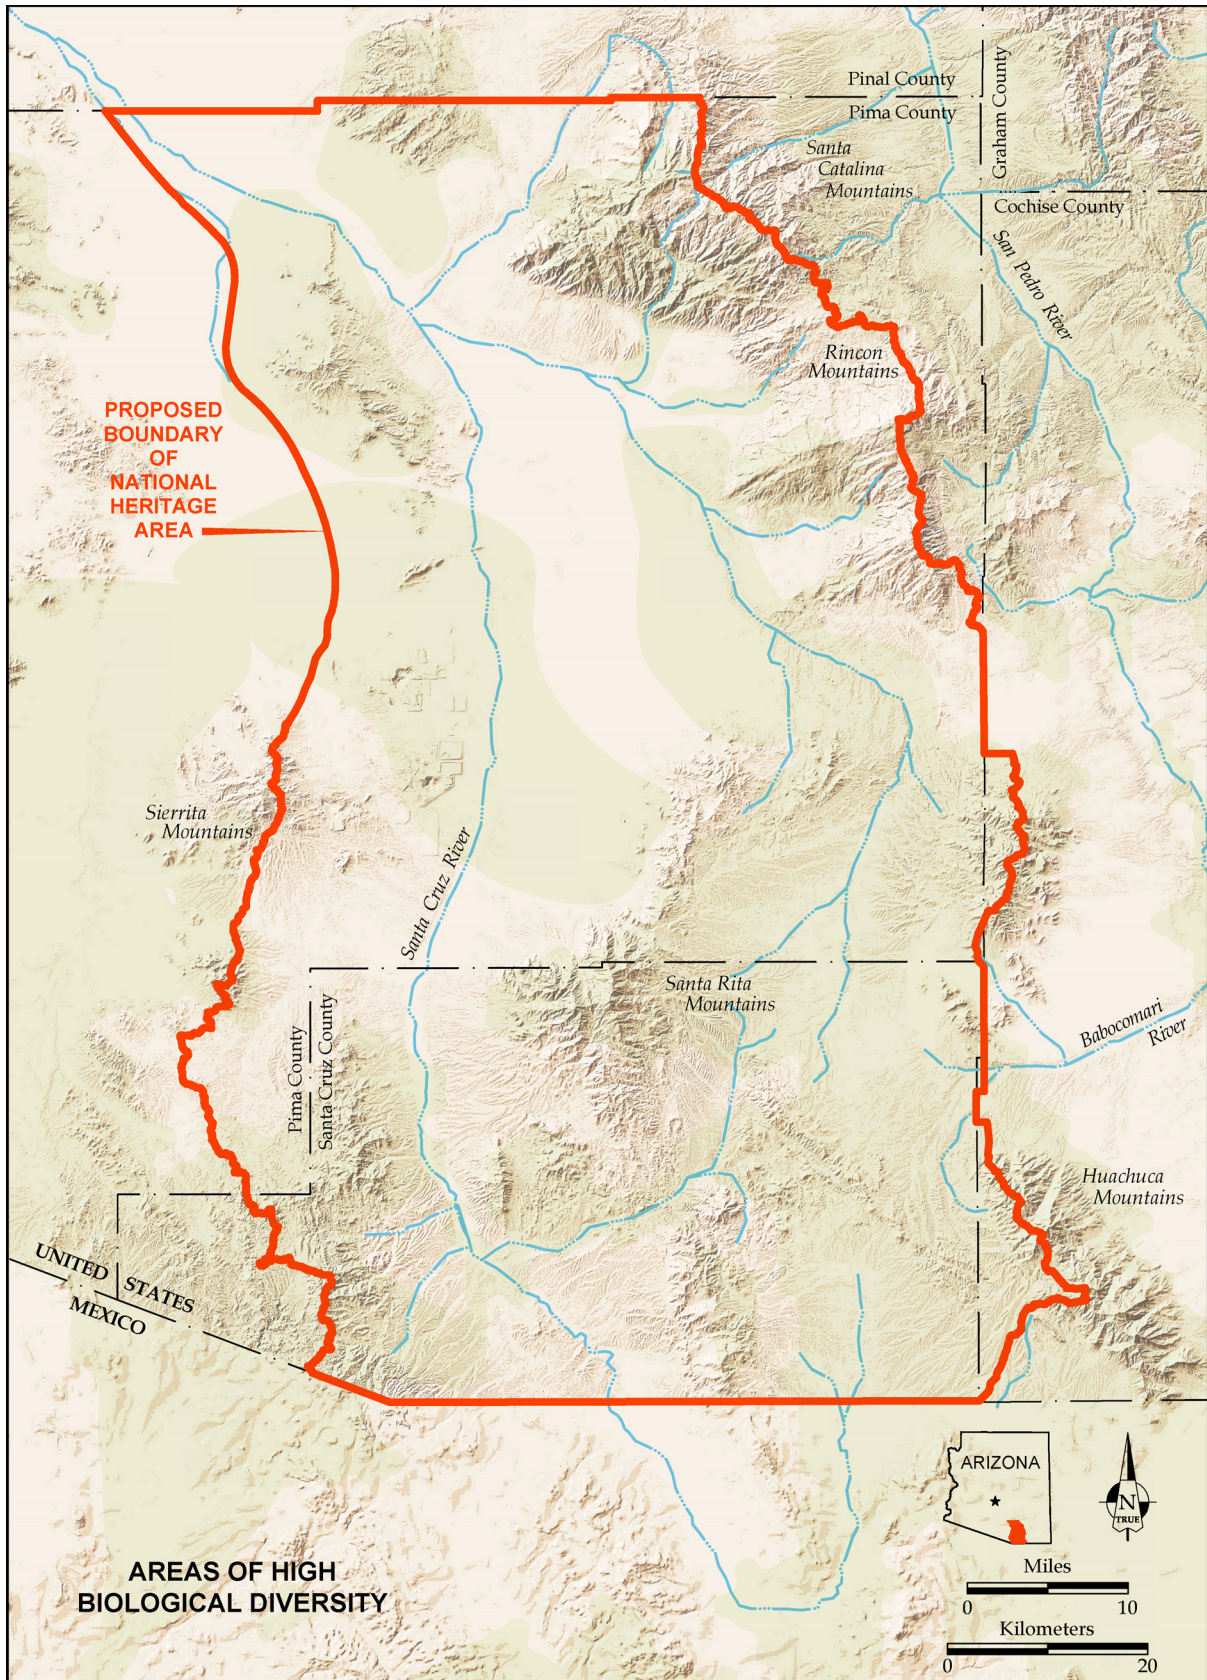 Pinal County
Pima County
Graham County
Cochise County
Santa
Catalina
Mountains
San Pedro River
Rincon
Mountains
PROPOSED
BOUNDARY
OF
NATIONAL
HERITAGE
AREA
Sierrita
Mountains
Santa Cruz River
Santa Rita
Mountains
Babocomari
River
Pima County
Santa Cruz County
Huachuca
Mountains
UNITED STATES
MEXICO
ARIZONA
N
TRUE
AREAS OF HIGH
BIOLOGICAL DIVERSITY
Miles
0 10
Kilometers
0 20